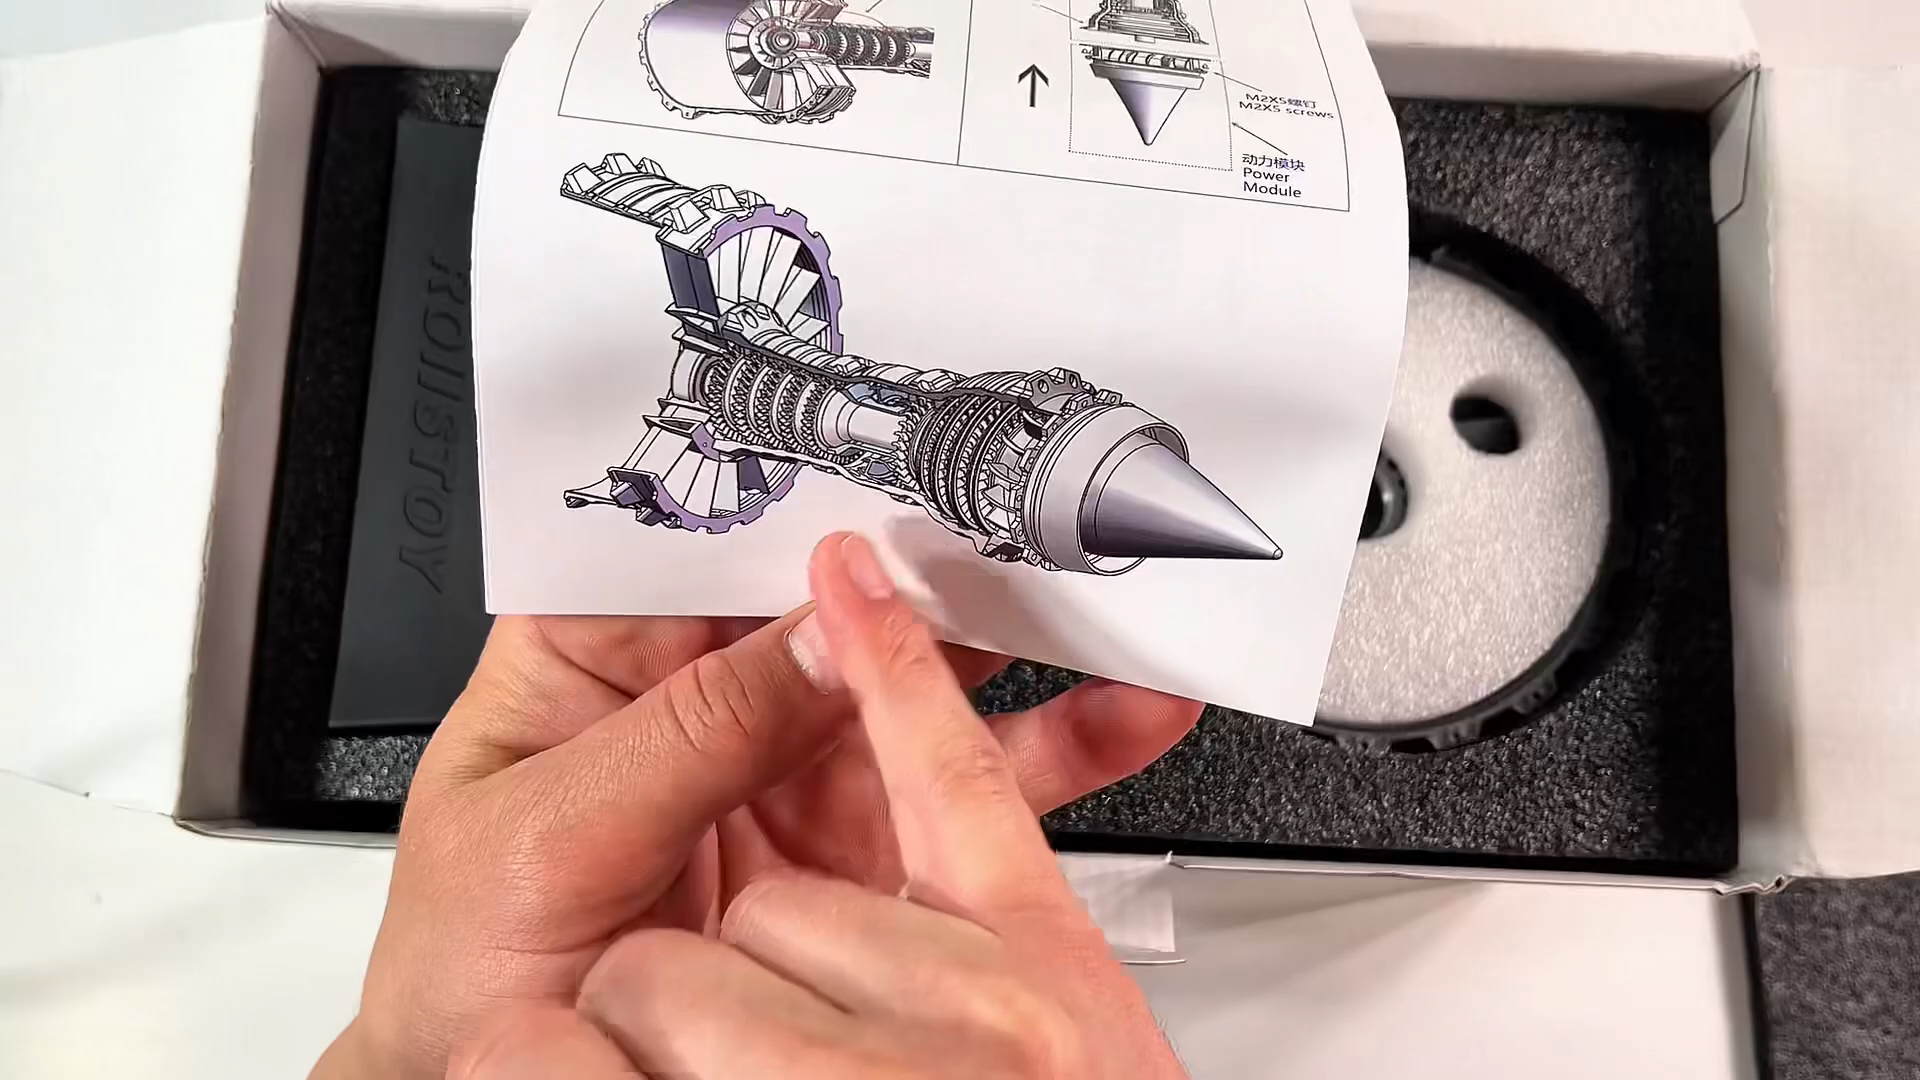 M2X5螺钉
M2X5 screws
动力模块
Power
Module
ROIISTOY